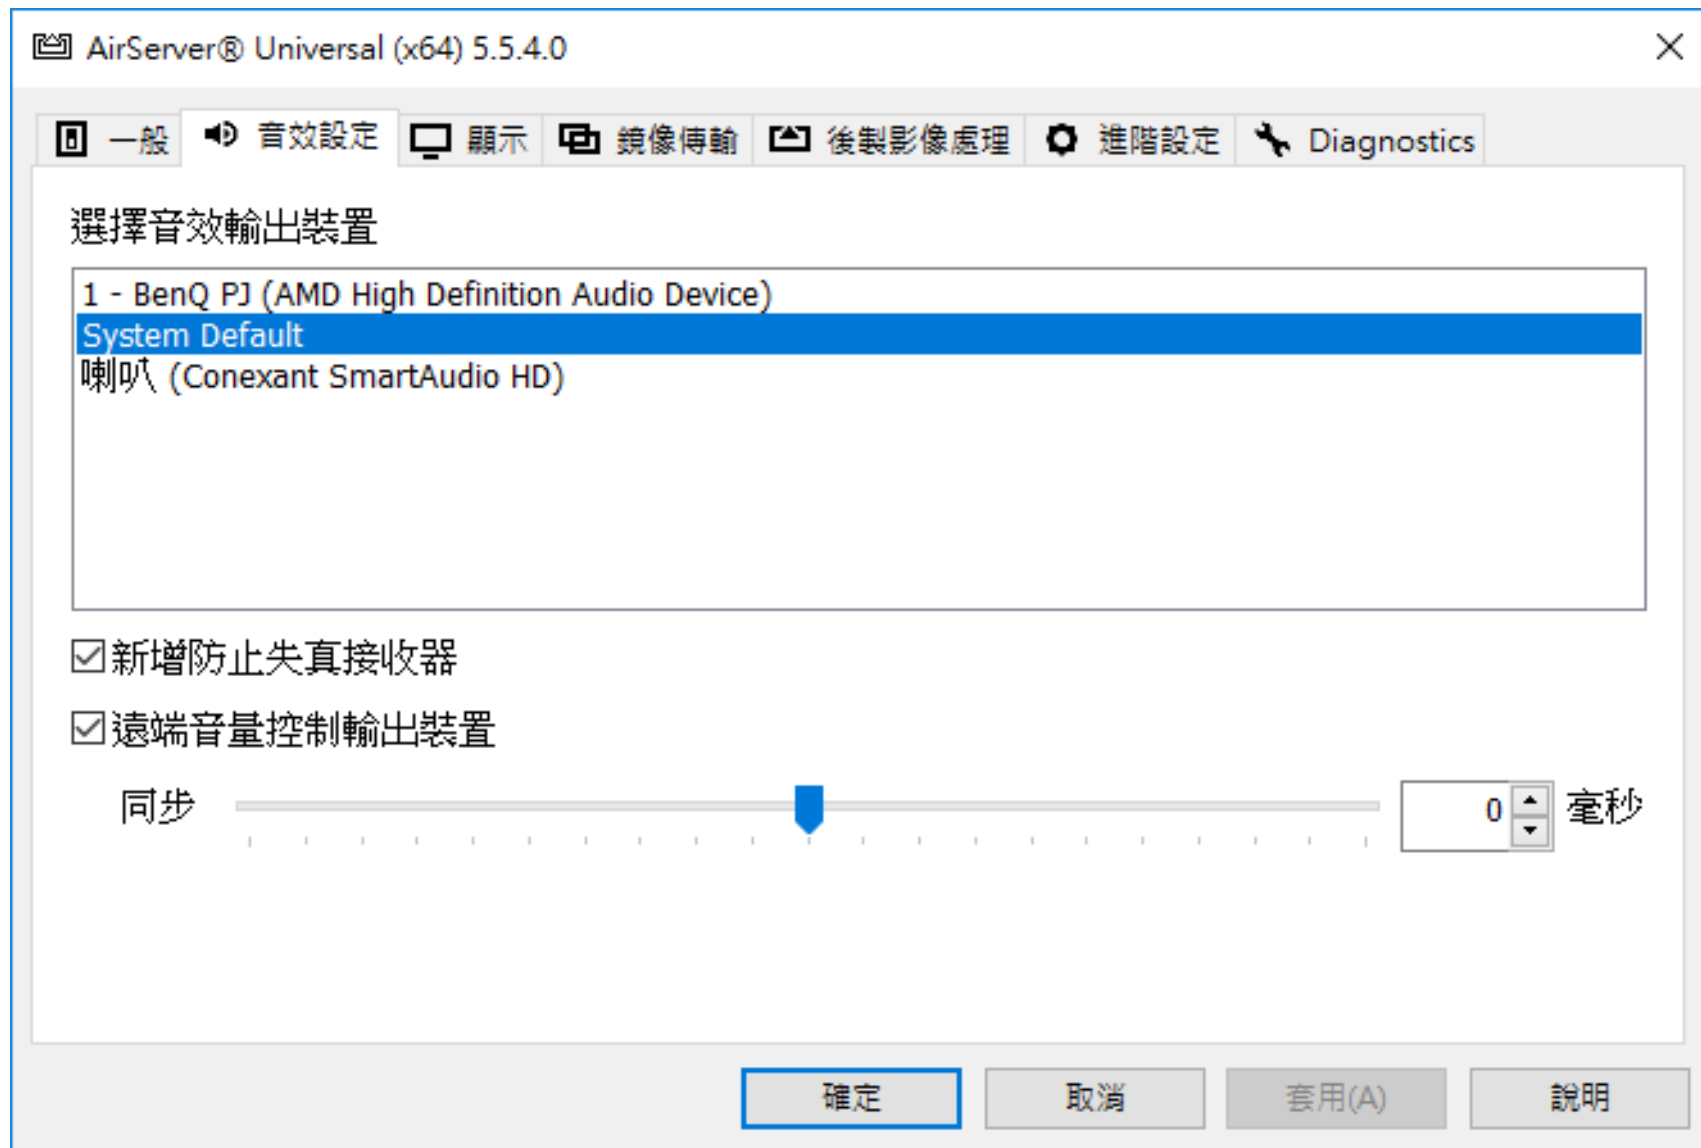 AirServer® Universal (x64) 5.5.4.0
一般 音效設定 顯示 鏡像傳輸 後製影像處理 進階設定 Diagnostics
選擇音效輸出裝置
1 - BenQ PJ (AMD High Definition Audio Device)
System Default
喇叭 (Conexant SmartAudio HD)
新增防止失真接收器
遠端音量控制輸出裝置
同步 0 毫秒
確定 取消 套用(A) 說明